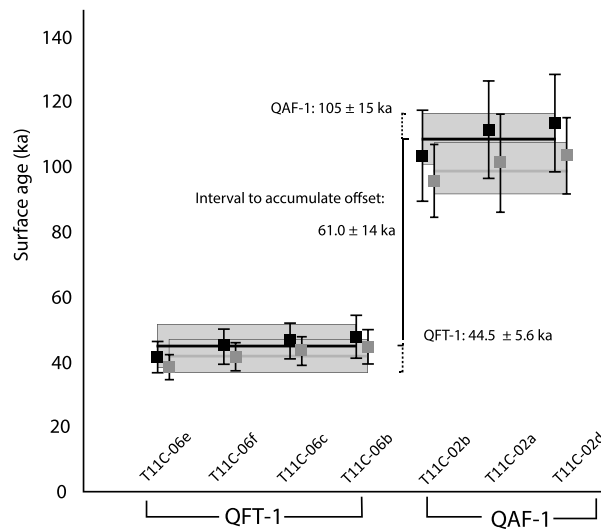 Surface age (ka)
140
120
100
80
60
40
20
0
QAF-1: 105 ± 15 ka
Interval to accumulate offset:
61.0 ± 14 ka
QFT-1: 44.5 ± 5.6 ka
T11C-06e
T11C-06f
T11C-06c
T11C-06b
T11C-02b
T11C-02a
T11C-02d
QFT-1
QAF-1